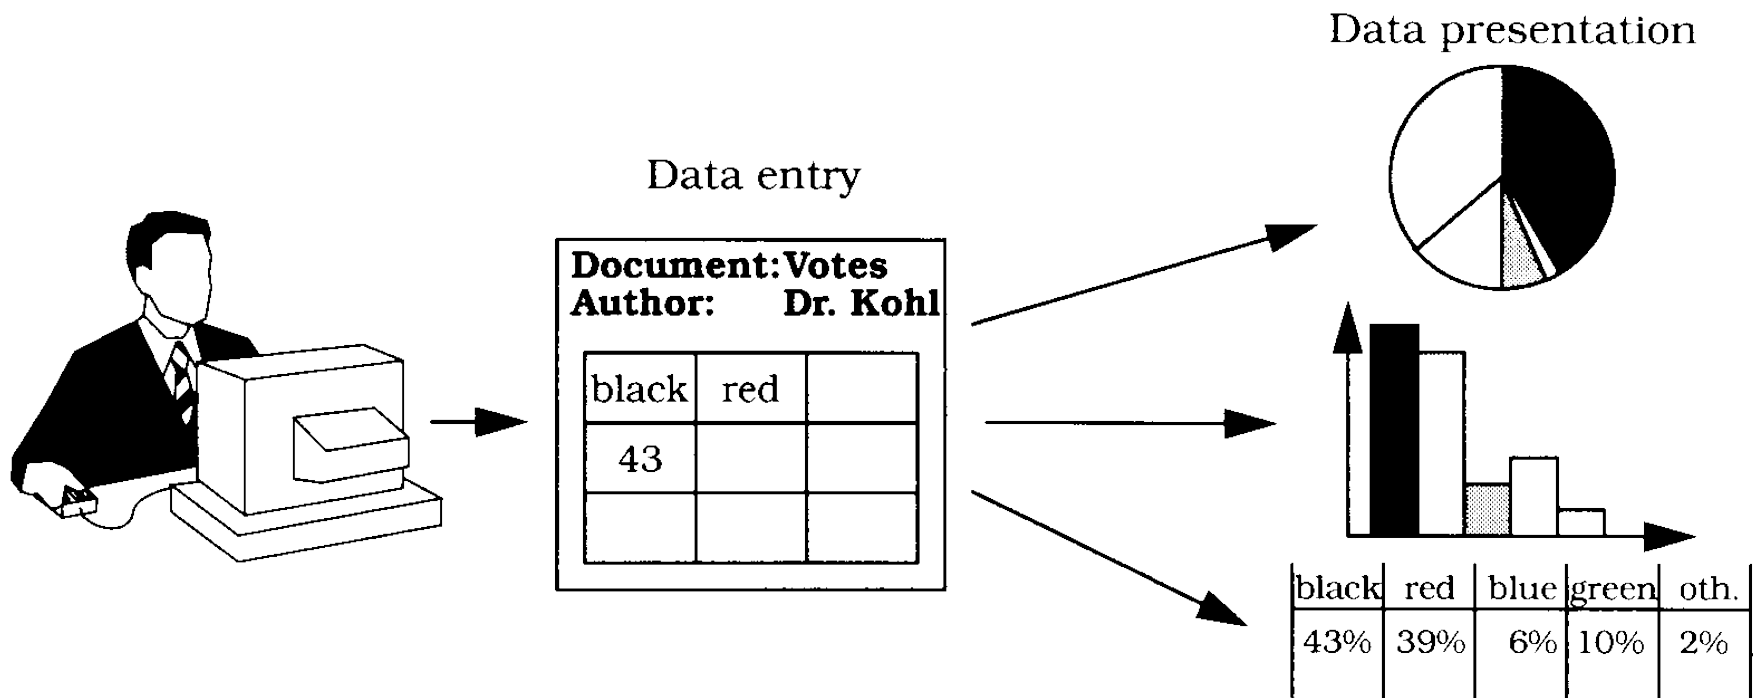 Data presentation
Data entry
Document: Votes
Author: Dr. Kohl
black red
43
black red blue green oth.
43% 39% 6% 10% 2%